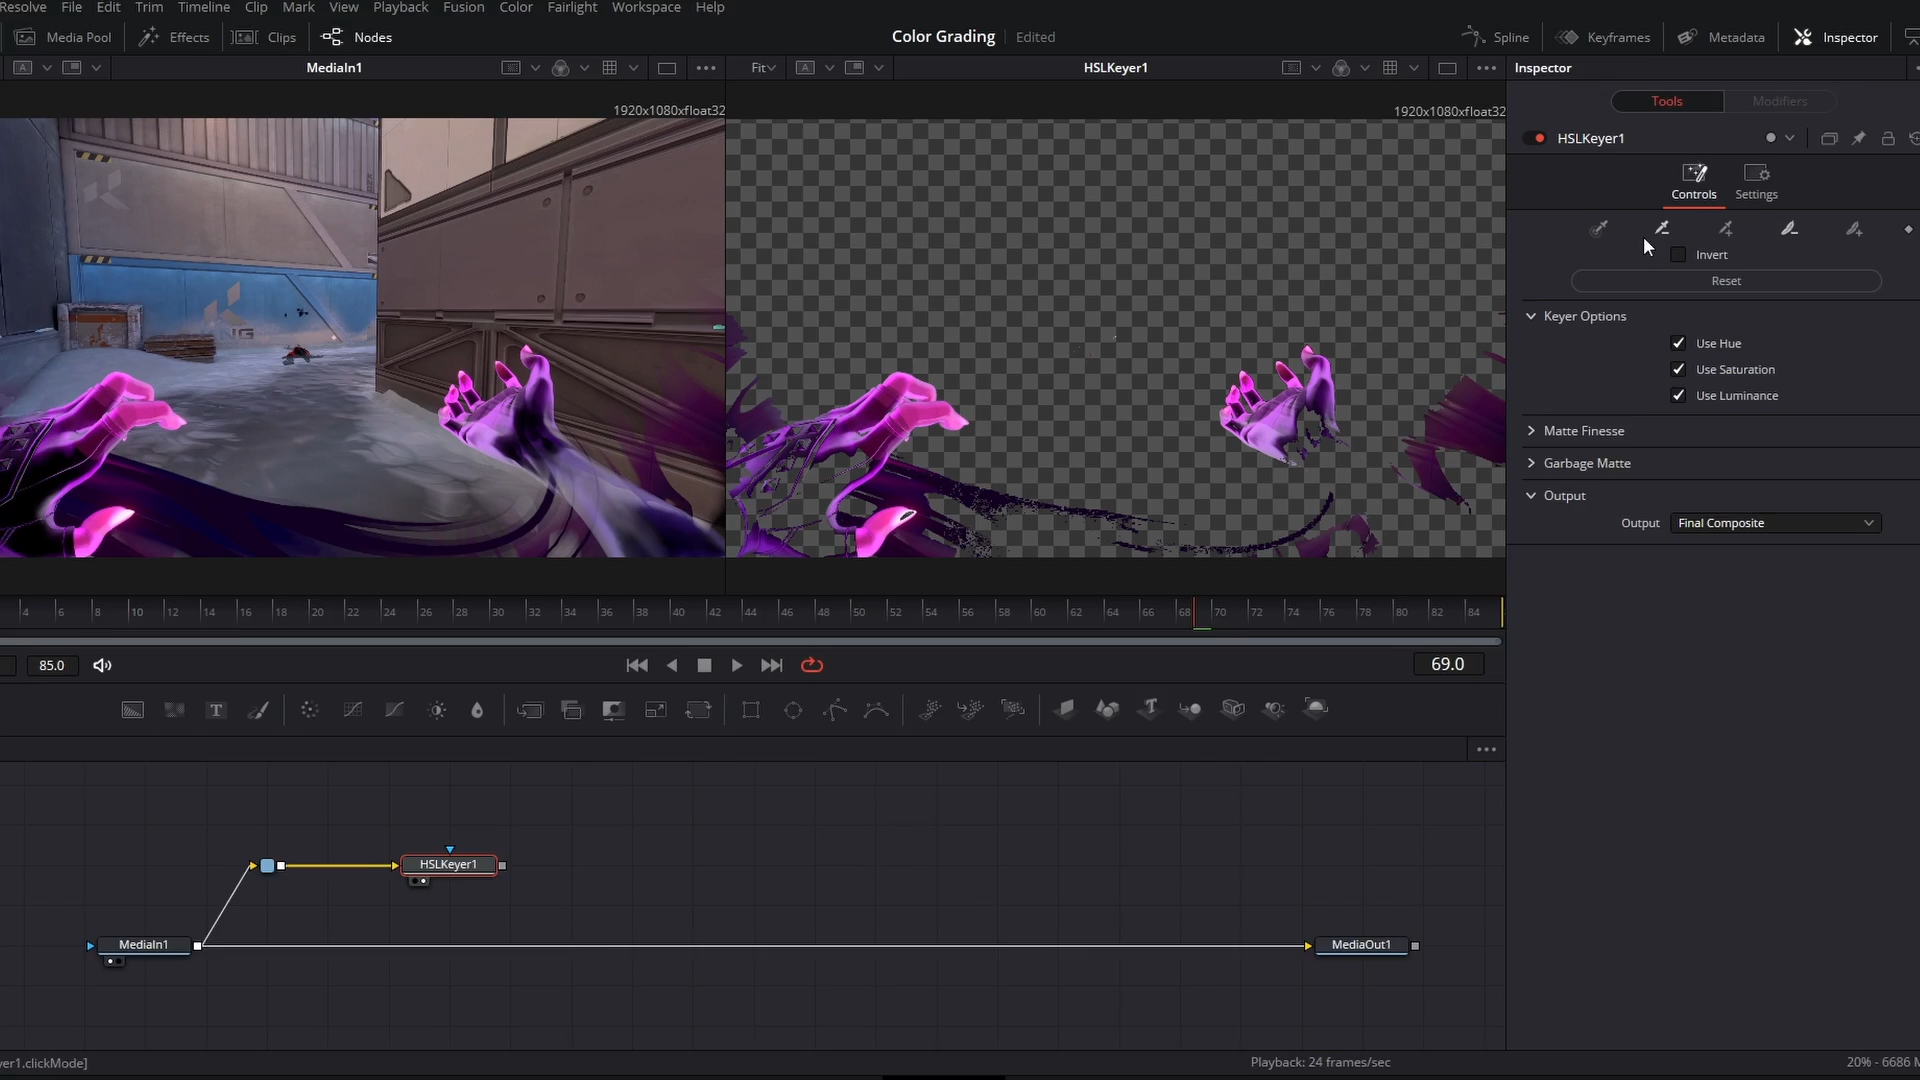 Resolve File Edit Trim Timeline Clip Mark View Playback Fusion Color Fairlight Workspace Help
Media Pool Effects Clips Nodes Color Grading Edited Spline Keyframes Metadata Inspector
A MediaIn1 Fit A HSLKeyer1 Inspector
1920x1080xfloat32 1920x1080xfloat32
Tools Modifiers
HSLKeyer1
Controls Settings
Invert
Reset
Keyer Options
Use Hue
Use Saturation
Use Luminance
Matte Finesse
Garbage Matte
Output
Output Final Composite
4 6 8 10 12 14 16 18 20 22 24 26 28 30 32 34 36 38 40 42 44 46 48 50 52 54 56 58 60 62 64 66 68 70 72 74 76 78 80 82 84
85.0 69.0
T T
HSLKeyer1
MediaIn1 MediaOut1
yer1.clickMode] Playback: 24 frames/sec 20% - 6686 M